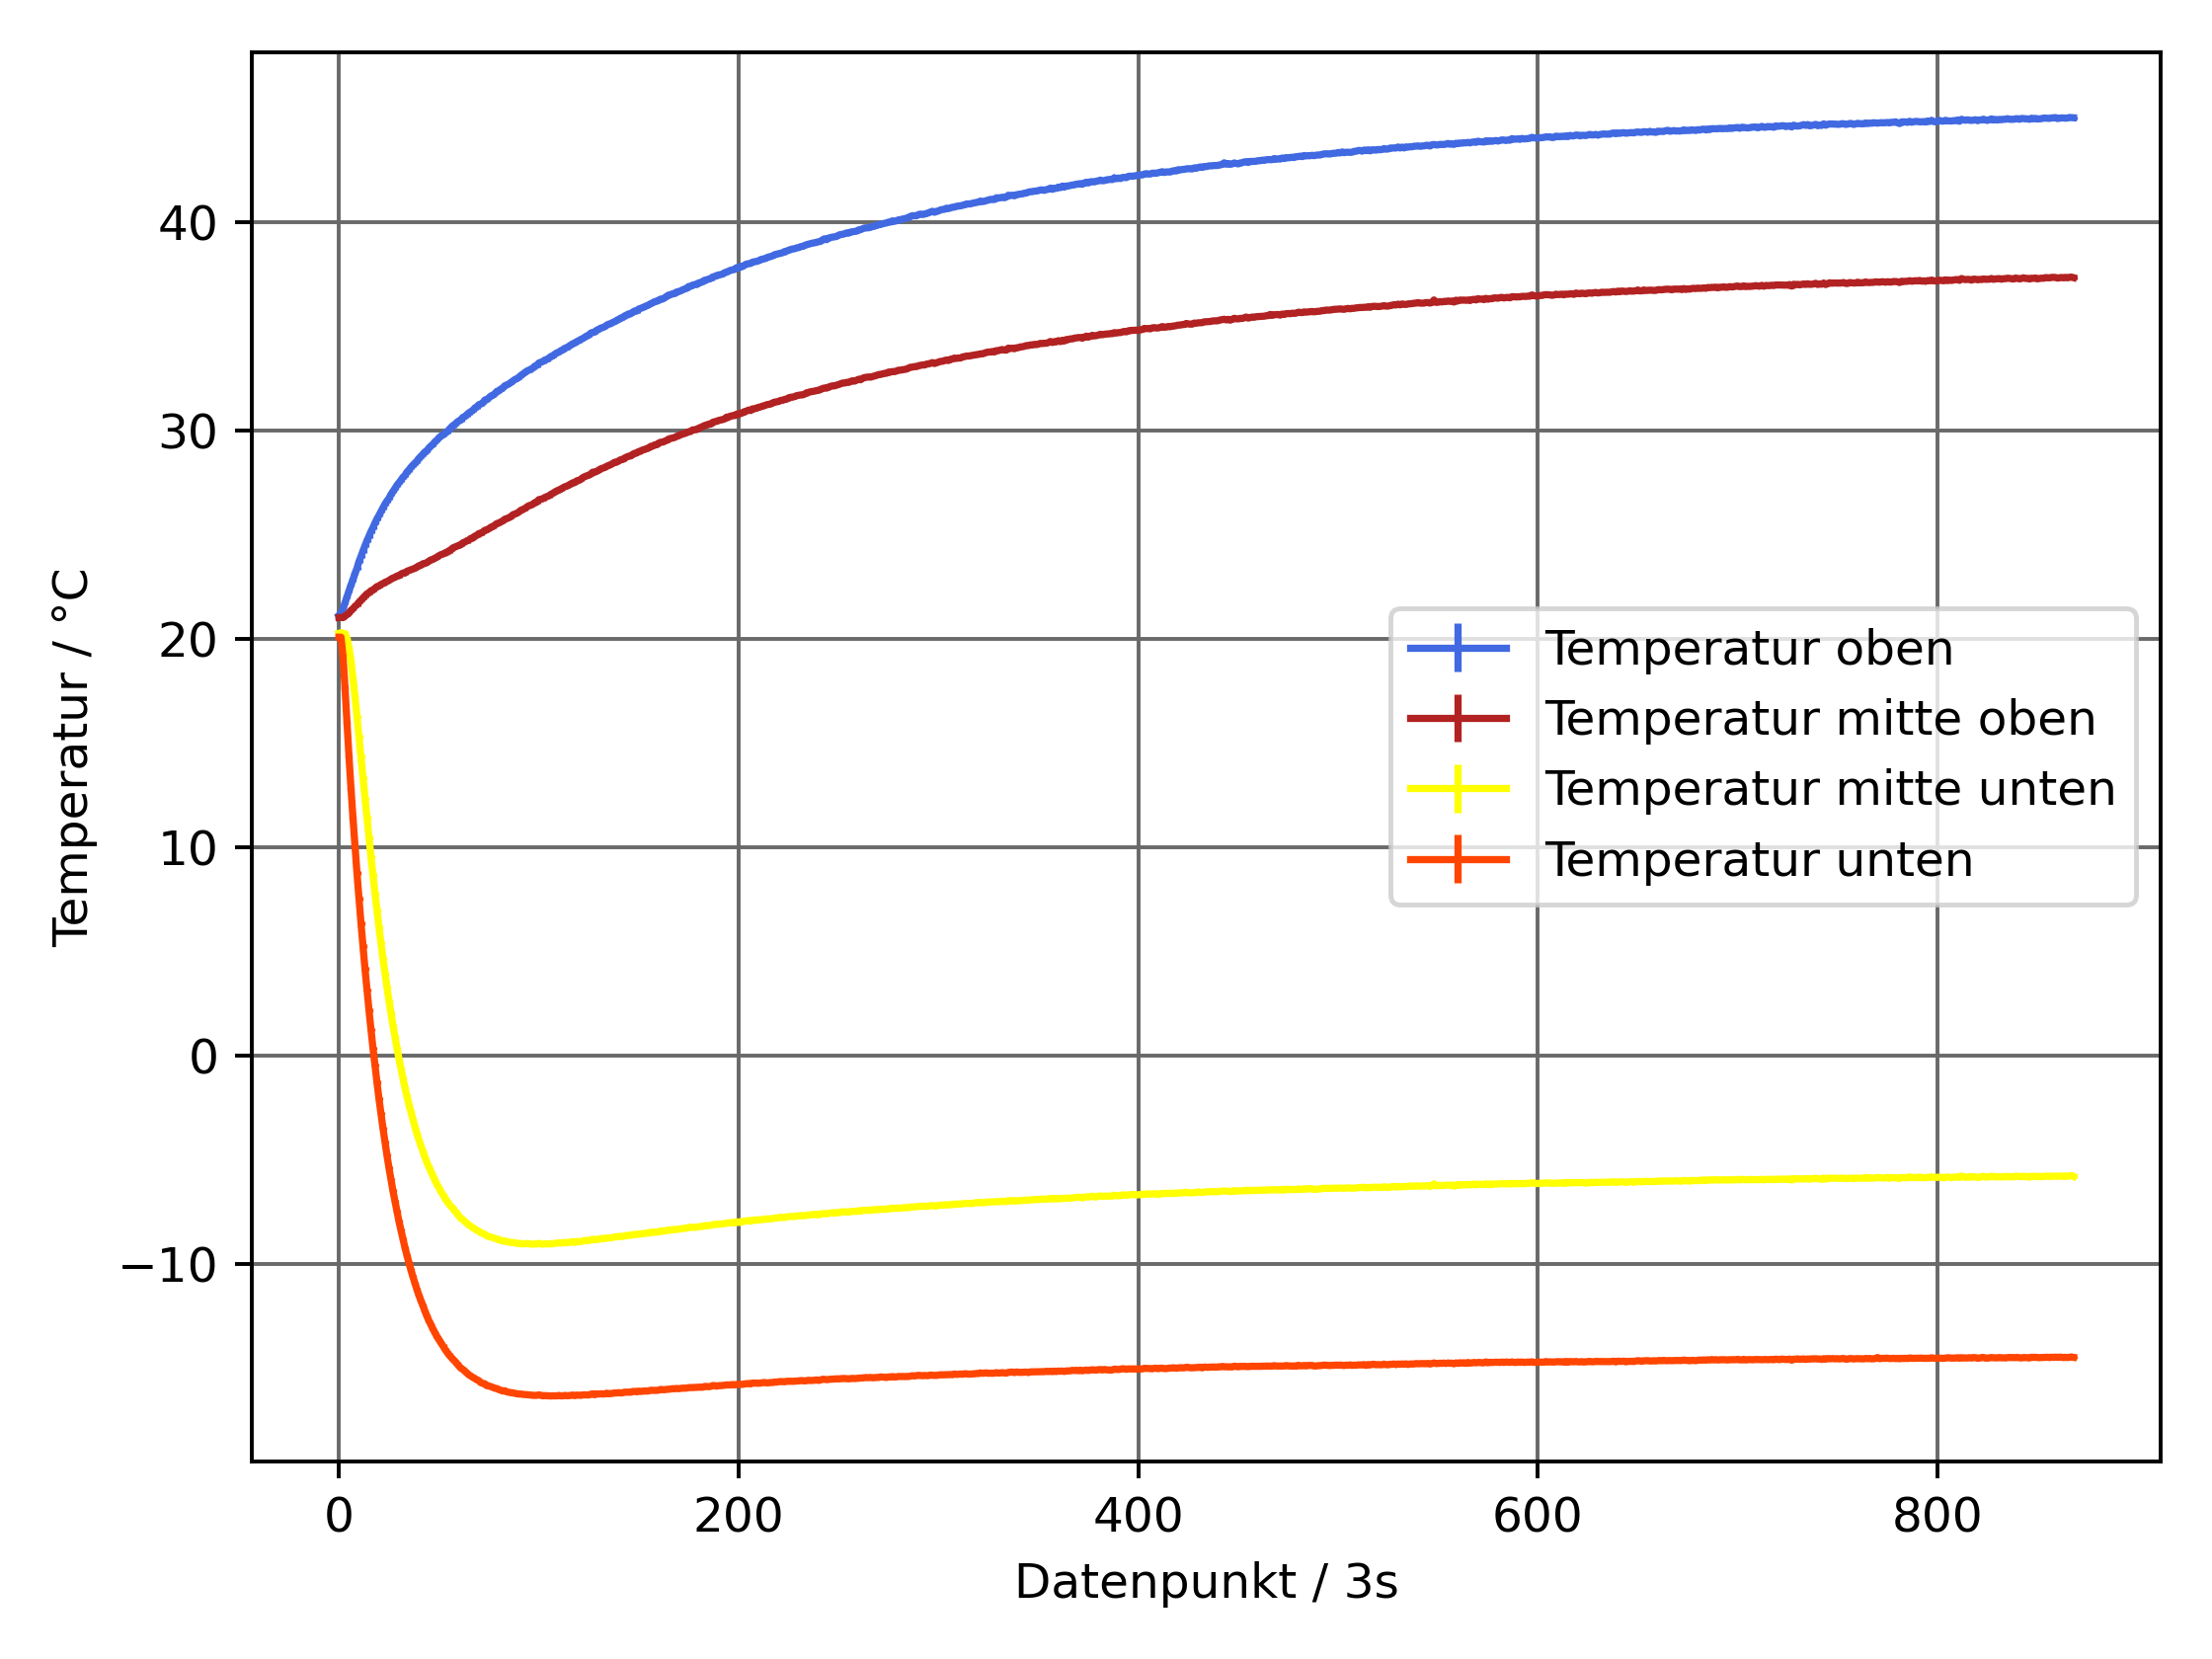 40
30
20
10
0
−10
Temperatur / °C
Temperatur oben
Temperatur mitte oben
Temperatur mitte unten
Temperatur unten
0 200 400 600 800
Datenpunkt / 3s